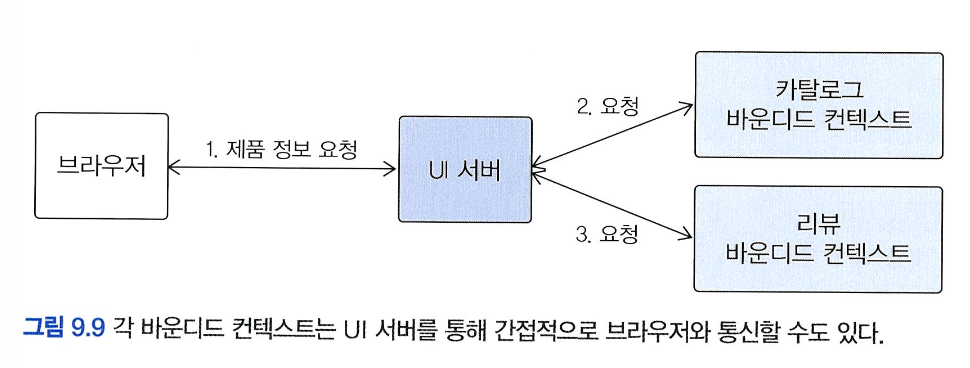 브라우저
1. 제품 정보 요청
UI 서버
2. 요청
카탈로그
바운디드 컨텍스트
3. 요청
리뷰
바운디드 컨텍스트
그림 9.9 각 바운디드 컨텍스트는 UI 서버를 통해 간접적으로 브라우저와 통신할 수도 있다.